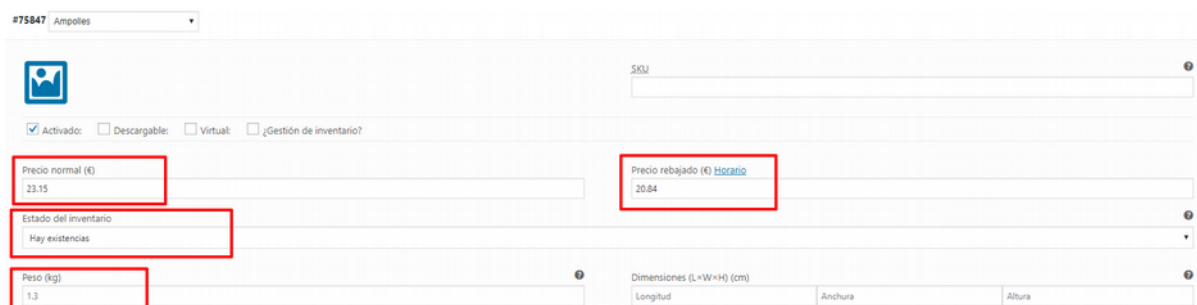 #75847 Ampolles
SKU
Activado: Descargable: Virtual: ¿Gestión de inventario?
Precio normal (€)
23.15
Precio rebajado (€) Horario
20.84
Estado del inventario
Hay existencias
Peso (kg)
1.3
Dimensiones (L×W×H) (cm)
Longitud
Anchura
Altura